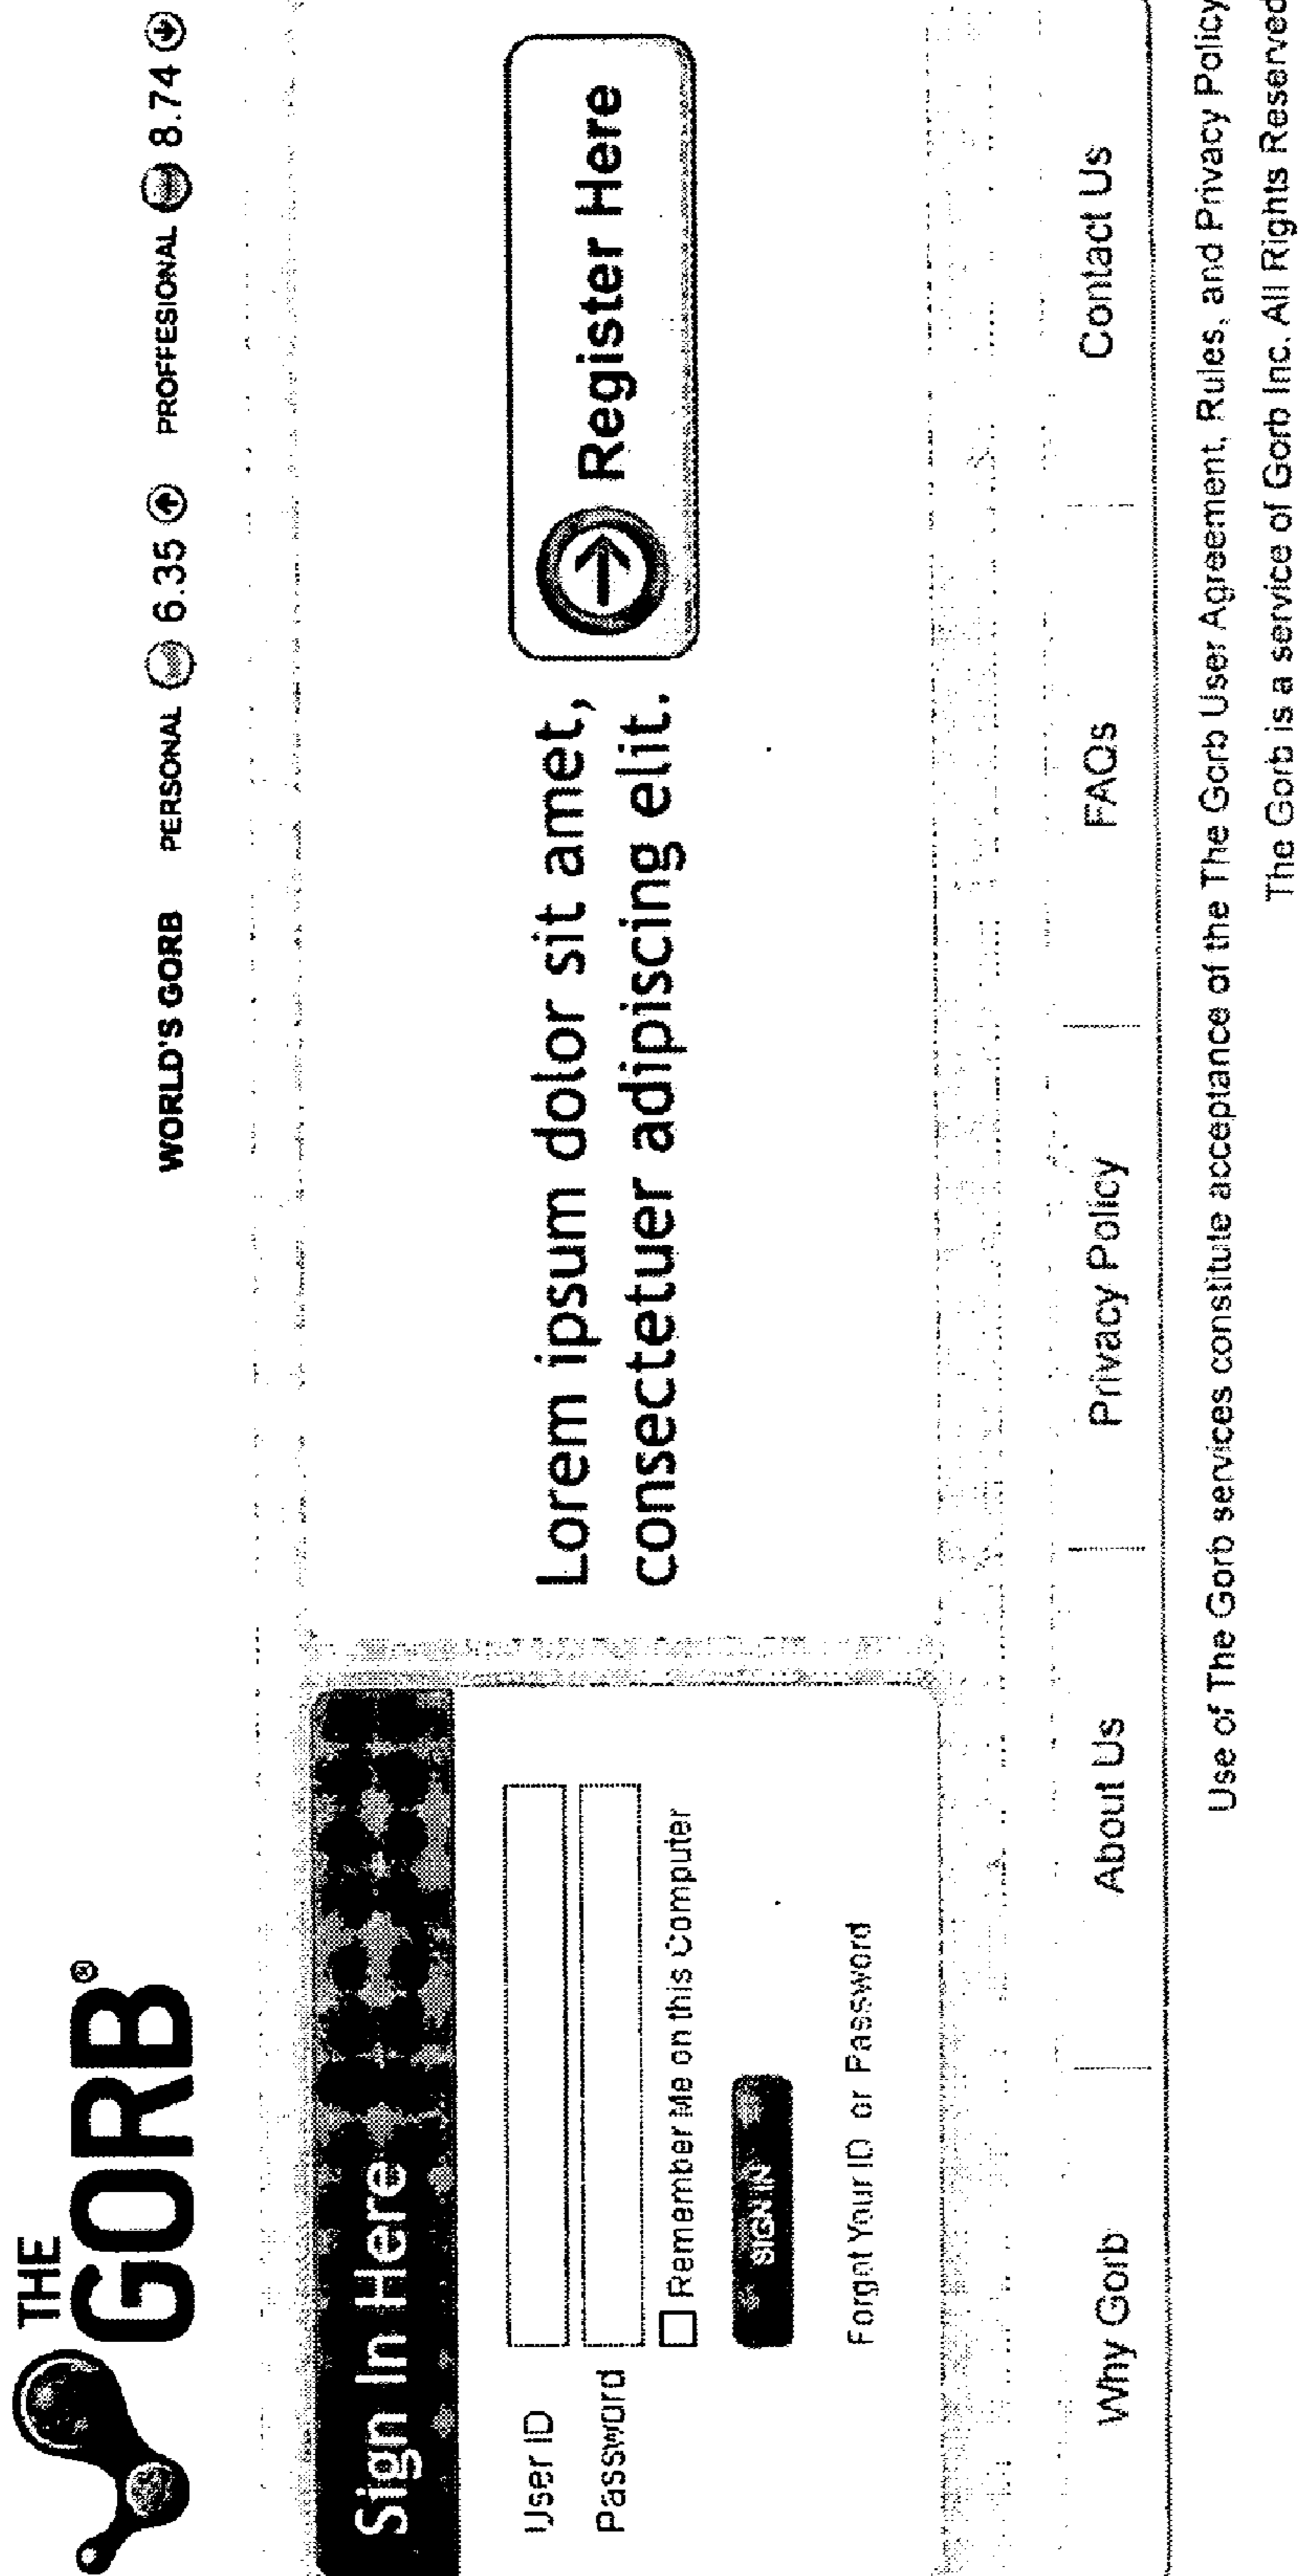 THE
GORB®
WORLD'S GORB PERSONAL 6.35 PROFFESIONAL 8.74
Sign In Here
User ID
Password
Remember Me on this Computer
SIGN IN
Forgot Your ID or Password
Lorem ipsum dolor sit amet,
consectetuer adipiscing elit.
Register Here
Why Gorb About Us Privacy Policy FAQs Contact Us
Use of The Gorb services constitute acceptance of the The Gorb User Agreement, Rules, and Privacy Policy
The Gorb is a service of Gorb Inc. All Rights Reserved